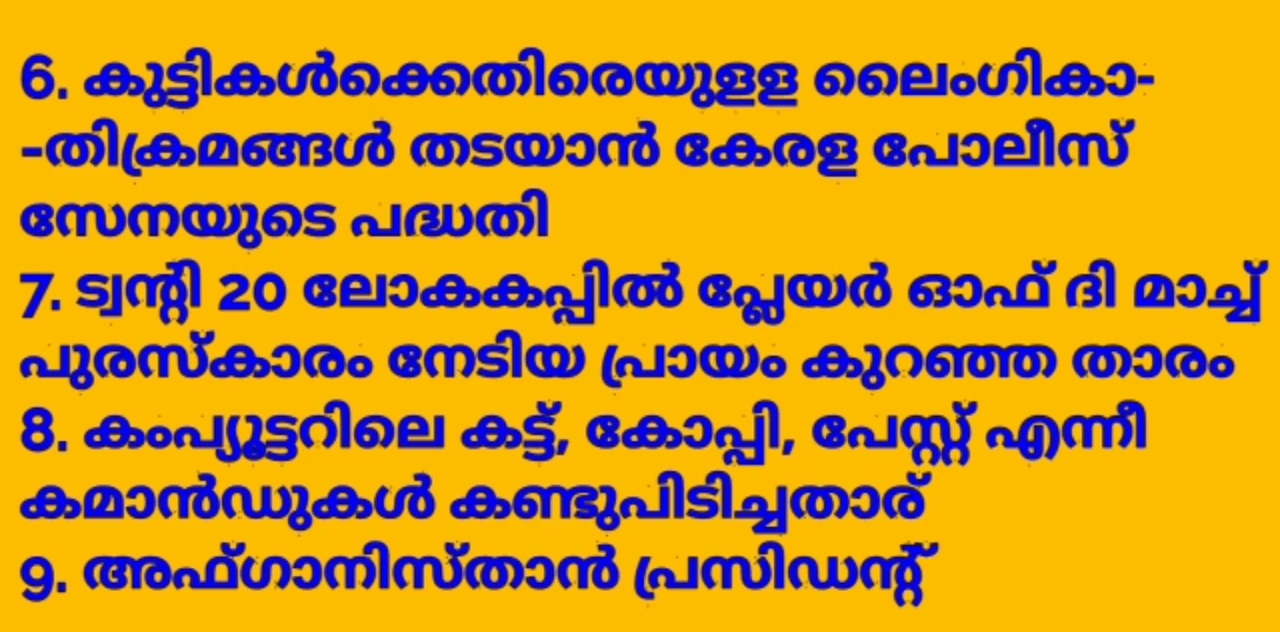 6. കുട്ടികൾക്കെതിരെയുളള ലൈംഗികാ-
-തിക്രമങ്ങൾ തടയാൻ കേരള പോലീസ്
സേനയുടെ പദ്ധതി
7. ട്വന്റി 20 ലോകകപ്പിൽ പ്ലേയർ ഓഫ് ദി മാച്ച്
പുരസ്കാരം നേടിയ പ്രായം കുറഞ്ഞ താരം
8. കംപ്യൂട്ടറിലെ കട്ട്, കോപ്പി, പേസ്റ്റ് എന്നീ
കമാൻഡുകൾ കണ്ടുപിടിച്ചതാര്
9. അഫ്ഗാനിസ്താൻ പ്രസിഡന്റ്